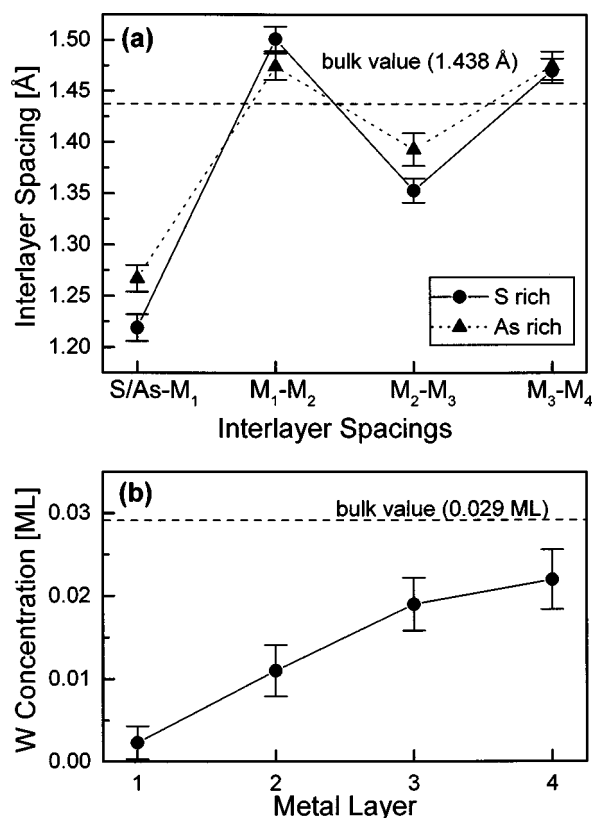 (a)
bulk value (1.438 Å)
Interlayer Spacing [Å]
1.50
1.45
1.40
1.35
1.30
1.25
1.20
S rich
As rich
S/As-M1
M1-M2
M2-M3
M3-M4
Interlayer Spacings
(b)
bulk value (0.029 ML)
W Concentration [ML]
0.03
0.02
0.01
0.00
1
2
3
4
Metal Layer